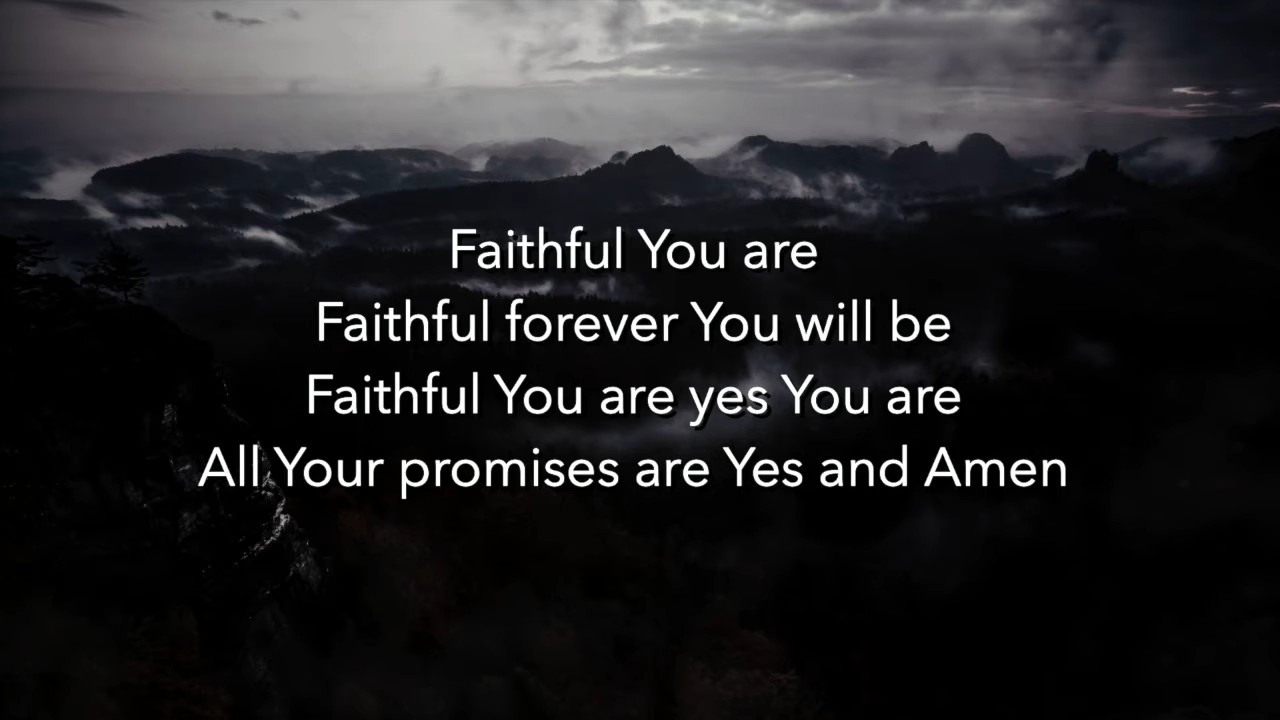 Faithful You are
Faithful forever You will be
Faithful You are yes You are
All Your promises are Yes and Amen